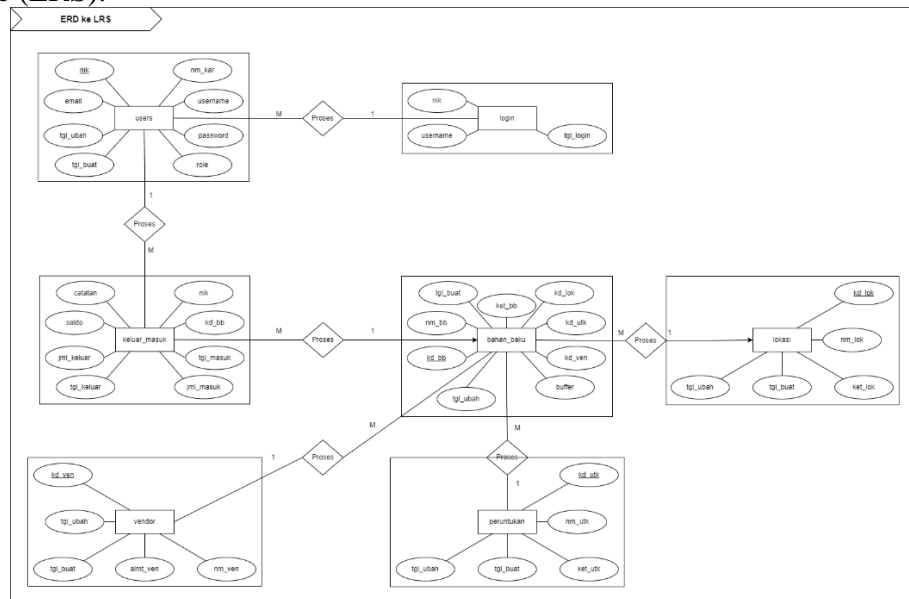 (LRS).
ERD ke LRS
nik
nm_kar
email
username
users
tgl_ubah
password
tgl_buat
role
M
Proses
1
nik
login
username
tgl_login
1
Proses
M
catatan
nik
saldo
kd_bb
keluar_masuk
jml_keluar
tgl_masuk
tgl_keluar
jml_masuk
M
Proses
1
tgl_buat
ket_bb
kd_lok
nm_bb
kd_utk
bahan_baku
kd_bb
kd_ven
tgl_ubah
buffer
M
Proses
1
kd_lok
lokasi
nm_lok
tgl_ubah
tgl_buat
ket_lok
M
Proses
1
M
Proses
1
kd_ven
tgl_ubah
vendor
tgl_buat
almt_ven
nm_ven
kd_utk
peruntukan
nm_utk
tgl_ubah
tgl_buat
ket_utk